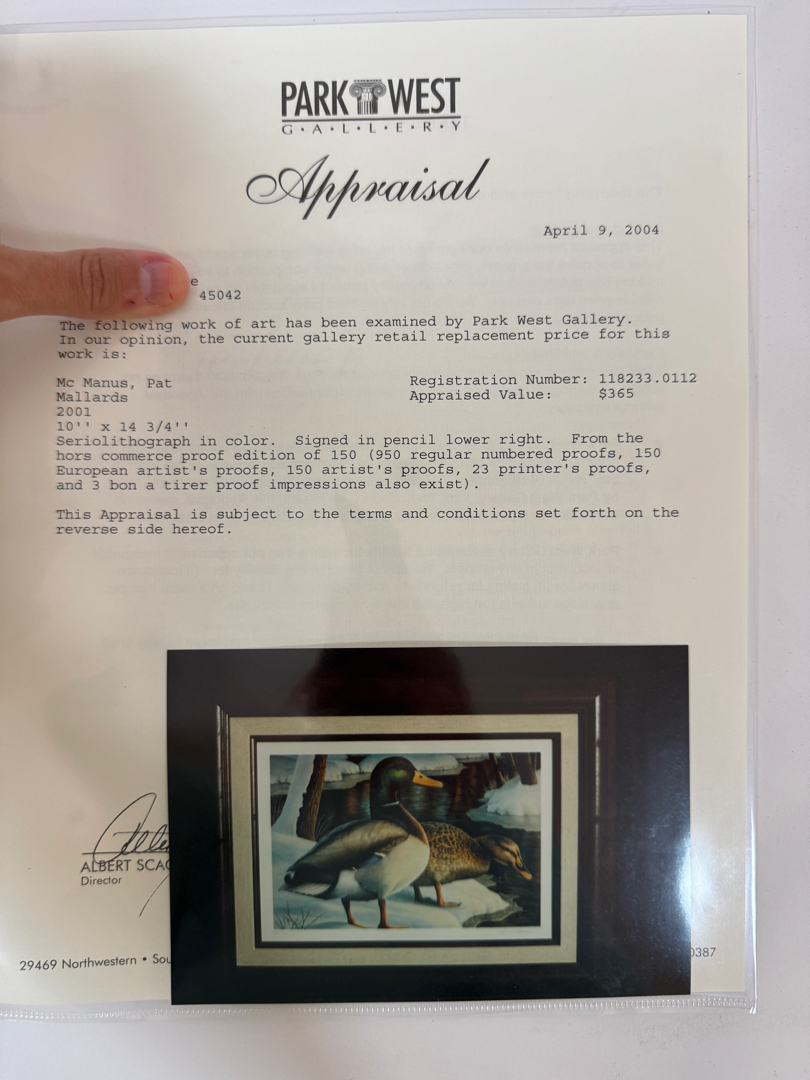 PARK WEST
G•A•L•L•E•R•Y
Appraisal
April 9, 2004
e
45042
The following work of art has been examined by Park West Gallery.
In our opinion, the current gallery retail replacement price for this
work is:
Mc Manus, Pat Registration Number: 118233.0112
Mallards Appraised Value: $365
2001
10'' x 14 3/4''
Seriolithograph in color. Signed in pencil lower right. From the
hors commerce proof edition of 150 (950 regular numbered proofs, 150
European artist's proofs, 150 artist's proofs, 23 printer's proofs,
and 3 bon a tirer proof impressions also exist).
This Appraisal is subject to the terms and conditions set forth on the
reverse side hereof.
ALBERT SCAG
Director
29469 Northwestern • Sou 0387